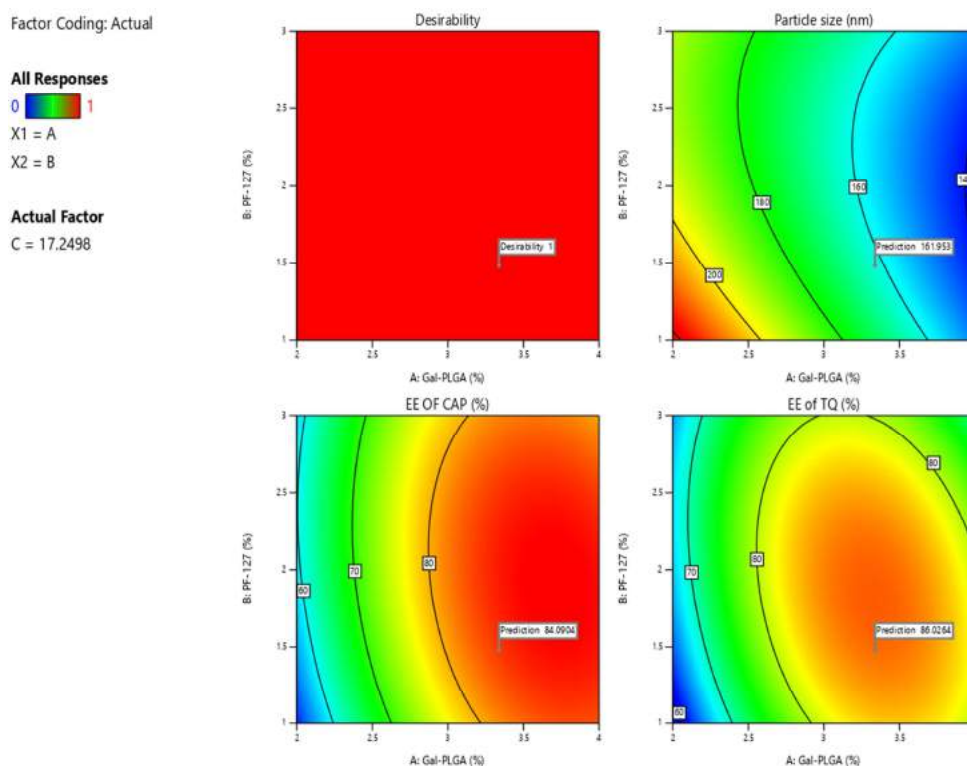 Factor Coding: Actual
All Responses
0 1
X1 = A
X2 = B
Actual Factor
C = 17.2498
Desirability
3
2.5
2
1.5
1
B: PF-127 (%)
Desirability 1
2 2.5 3 3.5 4
A: Gal-PLGA (%)
Particle size (nm)
3
2.5
2
1.5
1
B: PF-127 (%)
200
180
160
14
Prediction 161.953
2 2.5 3 3.5
A: Gal-PLGA (%)
EE OF CAP (%)
3
2.5
2
1.5
1
B: PF-127 (%)
60
70
80
Prediction 84.0904
2 2.5 3 3.5 4
A: Gal-PLGA (%)
EE of TQ (%)
3
2.5
2
1.5
1
B: PF-127 (%)
60
70
80
80
Prediction 86.0264
2 2.5 3 3.5
A: Gal-PLGA (%)